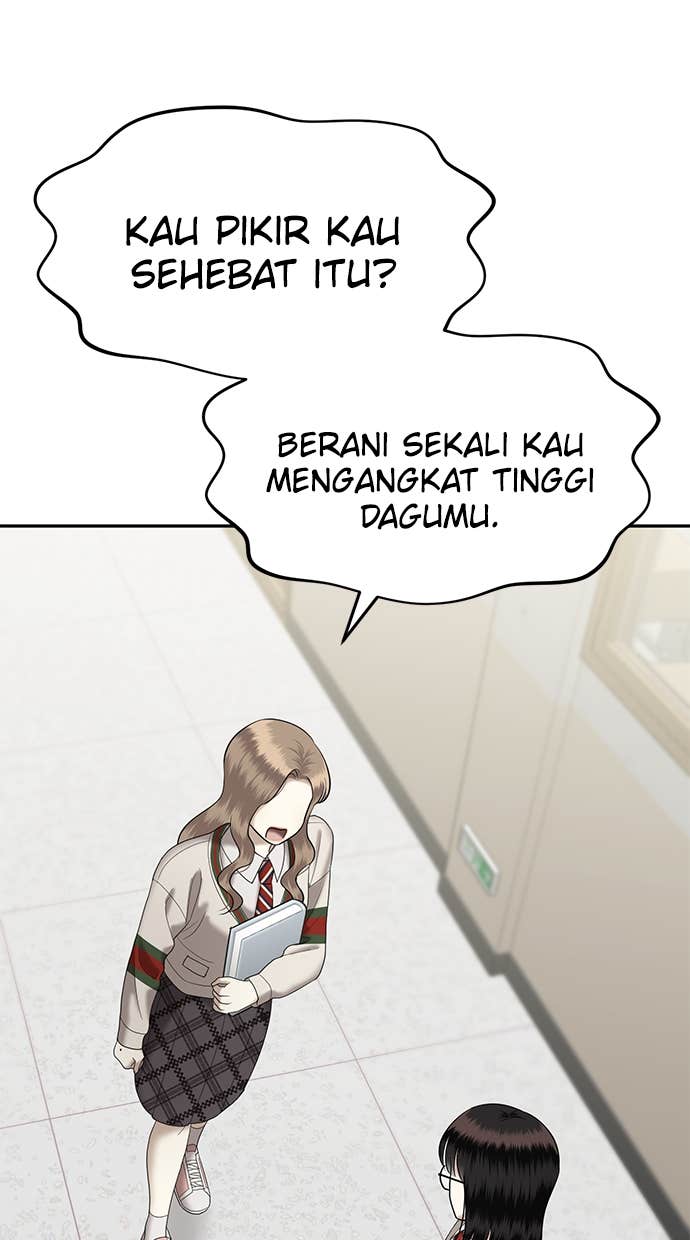 KAU PIKIR KAU
SEHEBAT ITU?
BERANI SEKALI KAU
MENGANGKAT TINGGI
DAGUMU.